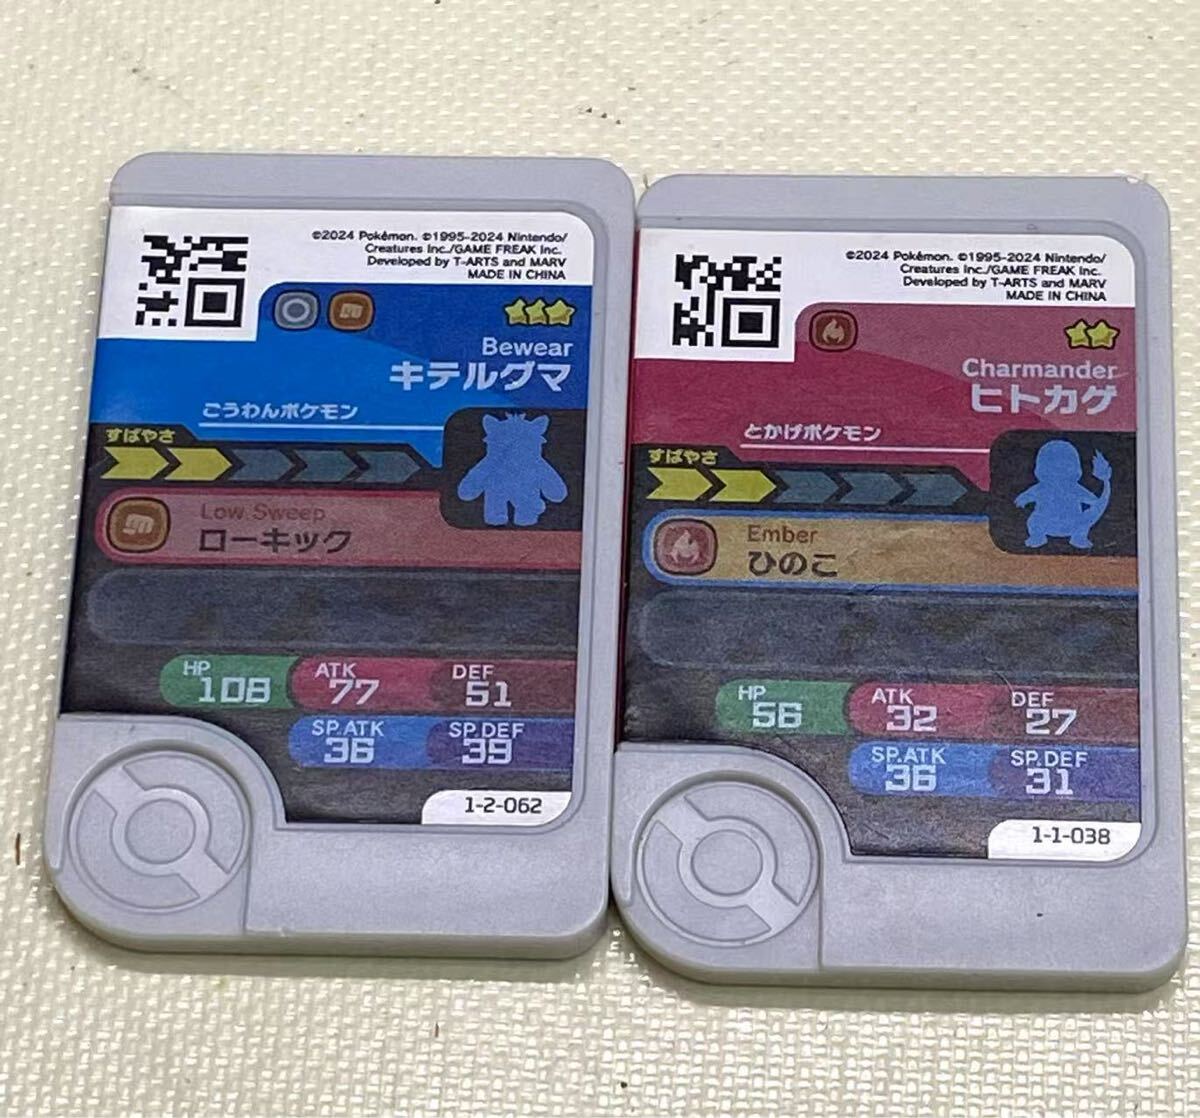 ©2024 Pokémon. ©1995-2024 Nintendo/
Creatures Inc./GAME FREAK Inc.
Developed by T-ARTS and MARV
MADE IN CHINA
Bewear
キテルグマ
ごうわんポケモン
すばやさ
Low Sweep
ローキック
HP
108
ATK
77
DEF
51
SP.ATK
36
SP.DEF
39
1-2-062
©2024 Pokémon. ©1995-2024 Nintendo/
Creatures Inc./GAME FREAK Inc.
Developed by T-ARTS and MARV
MADE IN CHINA
Charmander
ヒトカゲ
とかげポケモン
すばやさ
Ember
ひのこ
HP
56
ATK
32
DEF
27
SP.ATK
36
SP.DEF
31
1-1-038